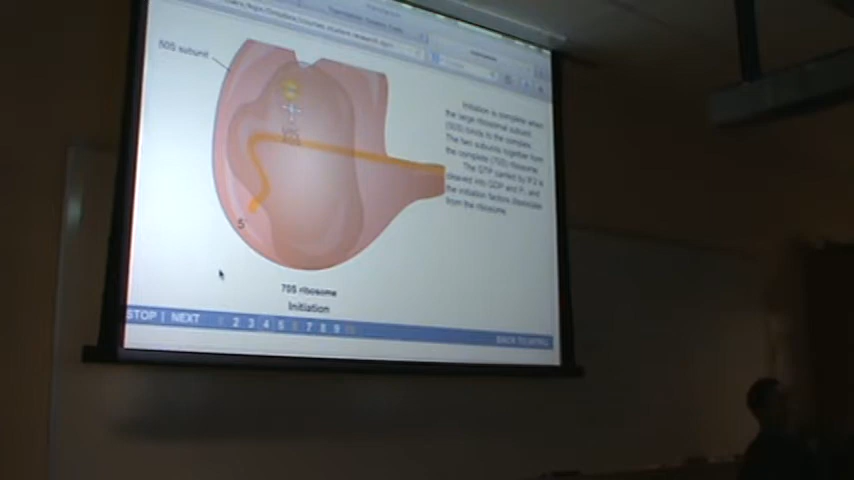 50S subunit
Initiation is complete when
the large ribosomal subunit
(50S) binds to the complex.
The two subunits together form
the complete (70S) ribosome.
The GTP carried by IF2 is
cleaved into GDP and Pi, and
the initiation factors dissociate
from the ribosome.
5'
70S ribosome
Initiation
STOP | NEXT 2 3 4 5 6 7 8 9 10
BACK TO